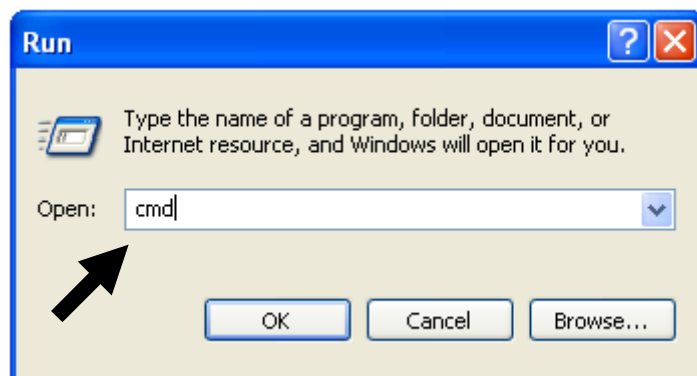 Run
Type the name of a program, folder, document, or
Internet resource, and Windows will open it for you.
Open: cmd
OK Cancel Browse...